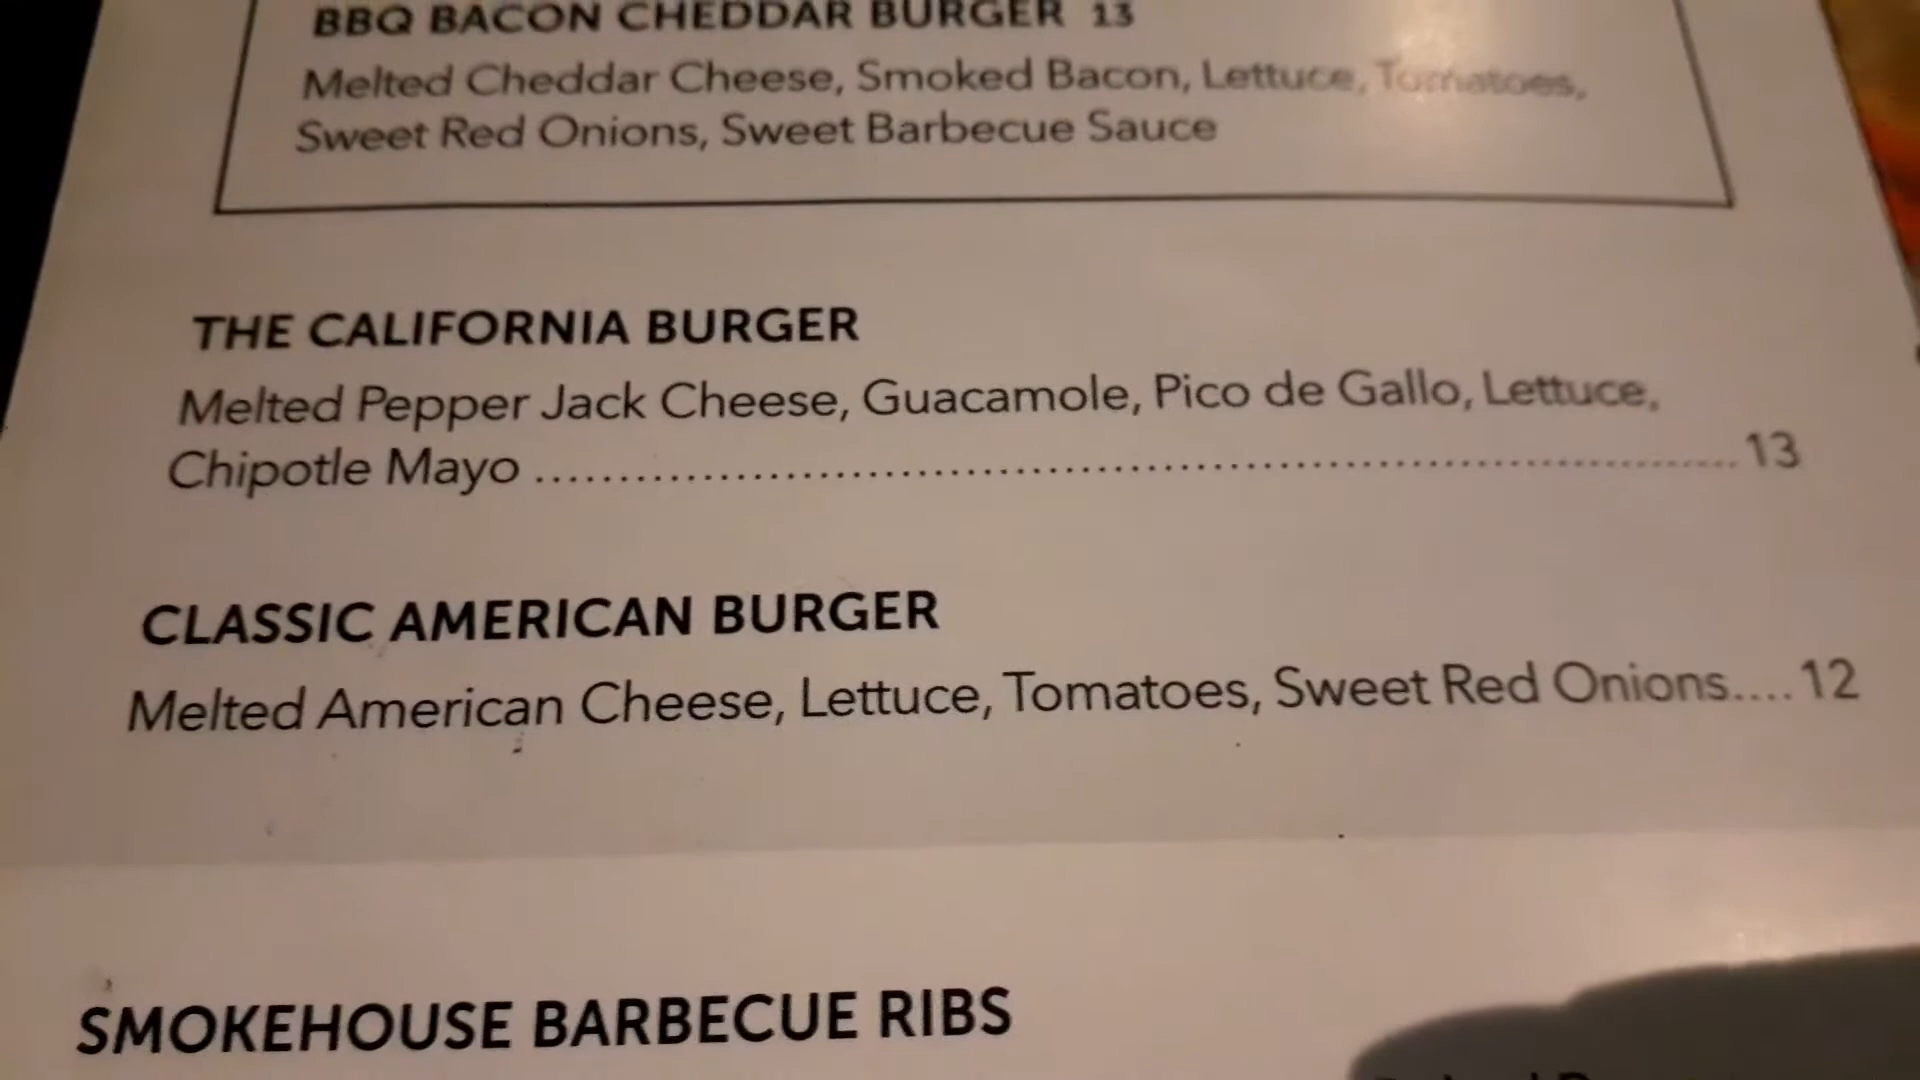 BBQ BACON CHEDDAR BURGER 13
Melted Cheddar Cheese, Smoked Bacon, Lettuce, Tomatoes,
Sweet Red Onions, Sweet Barbecue Sauce
THE CALIFORNIA BURGER
Melted Pepper Jack Cheese, Guacamole, Pico de Gallo, Lettuce,
Chipotle Mayo ........................................................................ 13
CLASSIC AMERICAN BURGER
Melted American Cheese, Lettuce, Tomatoes, Sweet Red Onions.... 12
SMOKEHOUSE BARBECUE RIBS